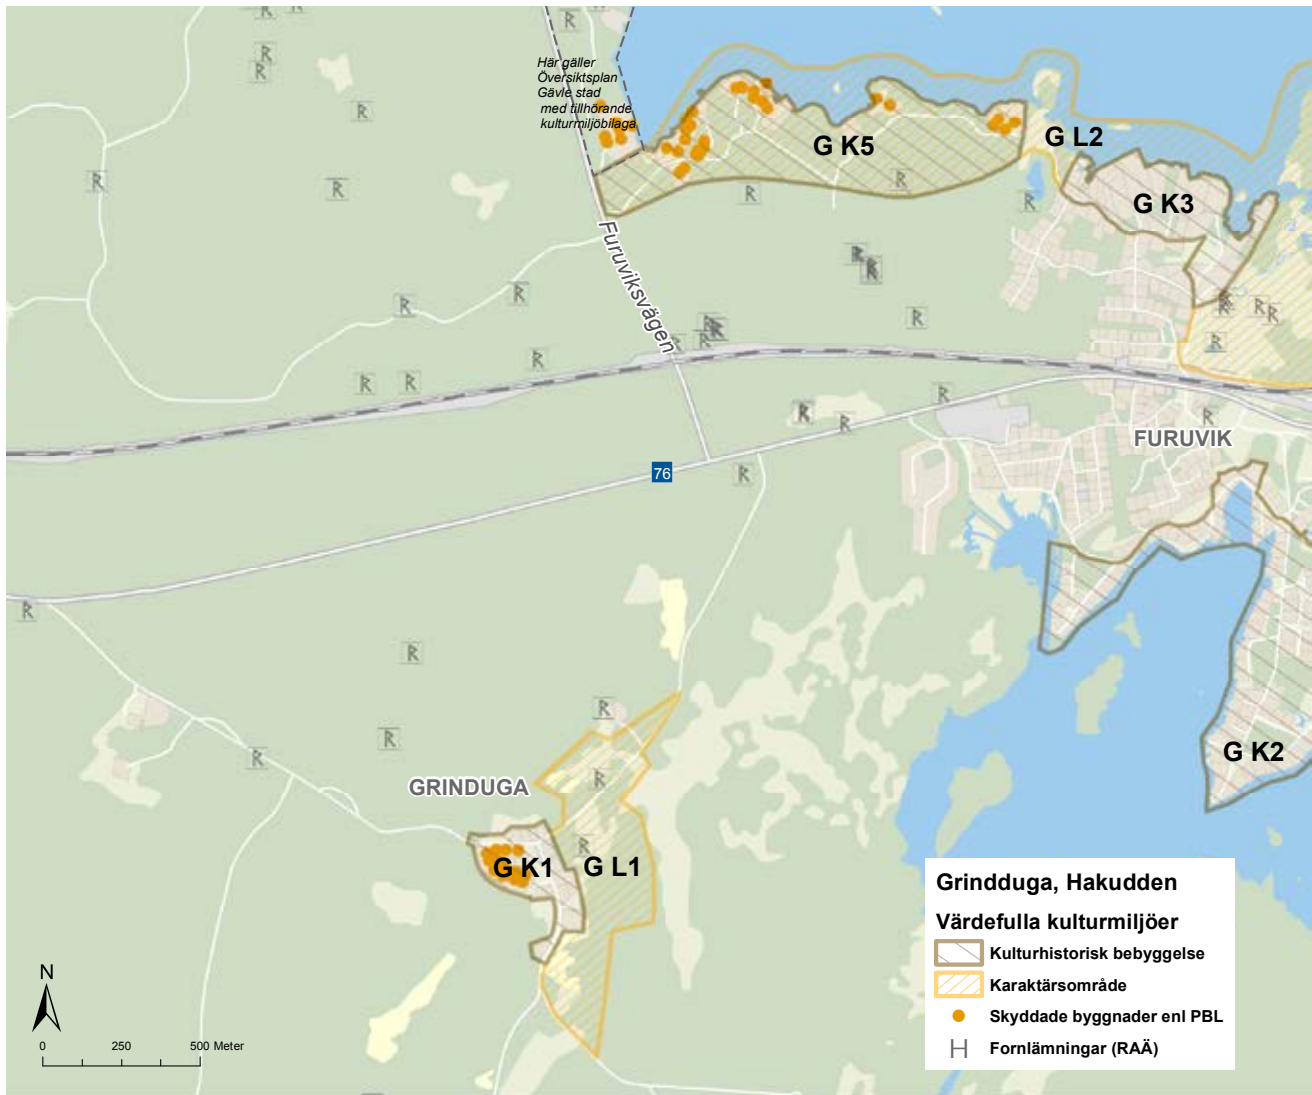 Här gäller
Översiktsplan
Gävle stad
med tillhörande
kulturmiljöbilaga
G K5
G L2
G K3
Furuviksvägen
FURUVIK
76
G K2
GRINDUGA
G K1
G L1
Grindduga, Hakudden
Värdefulla kulturmiljöer
Kulturhistorisk bebyggelse
Karaktärsområde
Skyddade byggnader enl PBL
Fornlämningar (RAÄ)
N
0 250 500 Meter